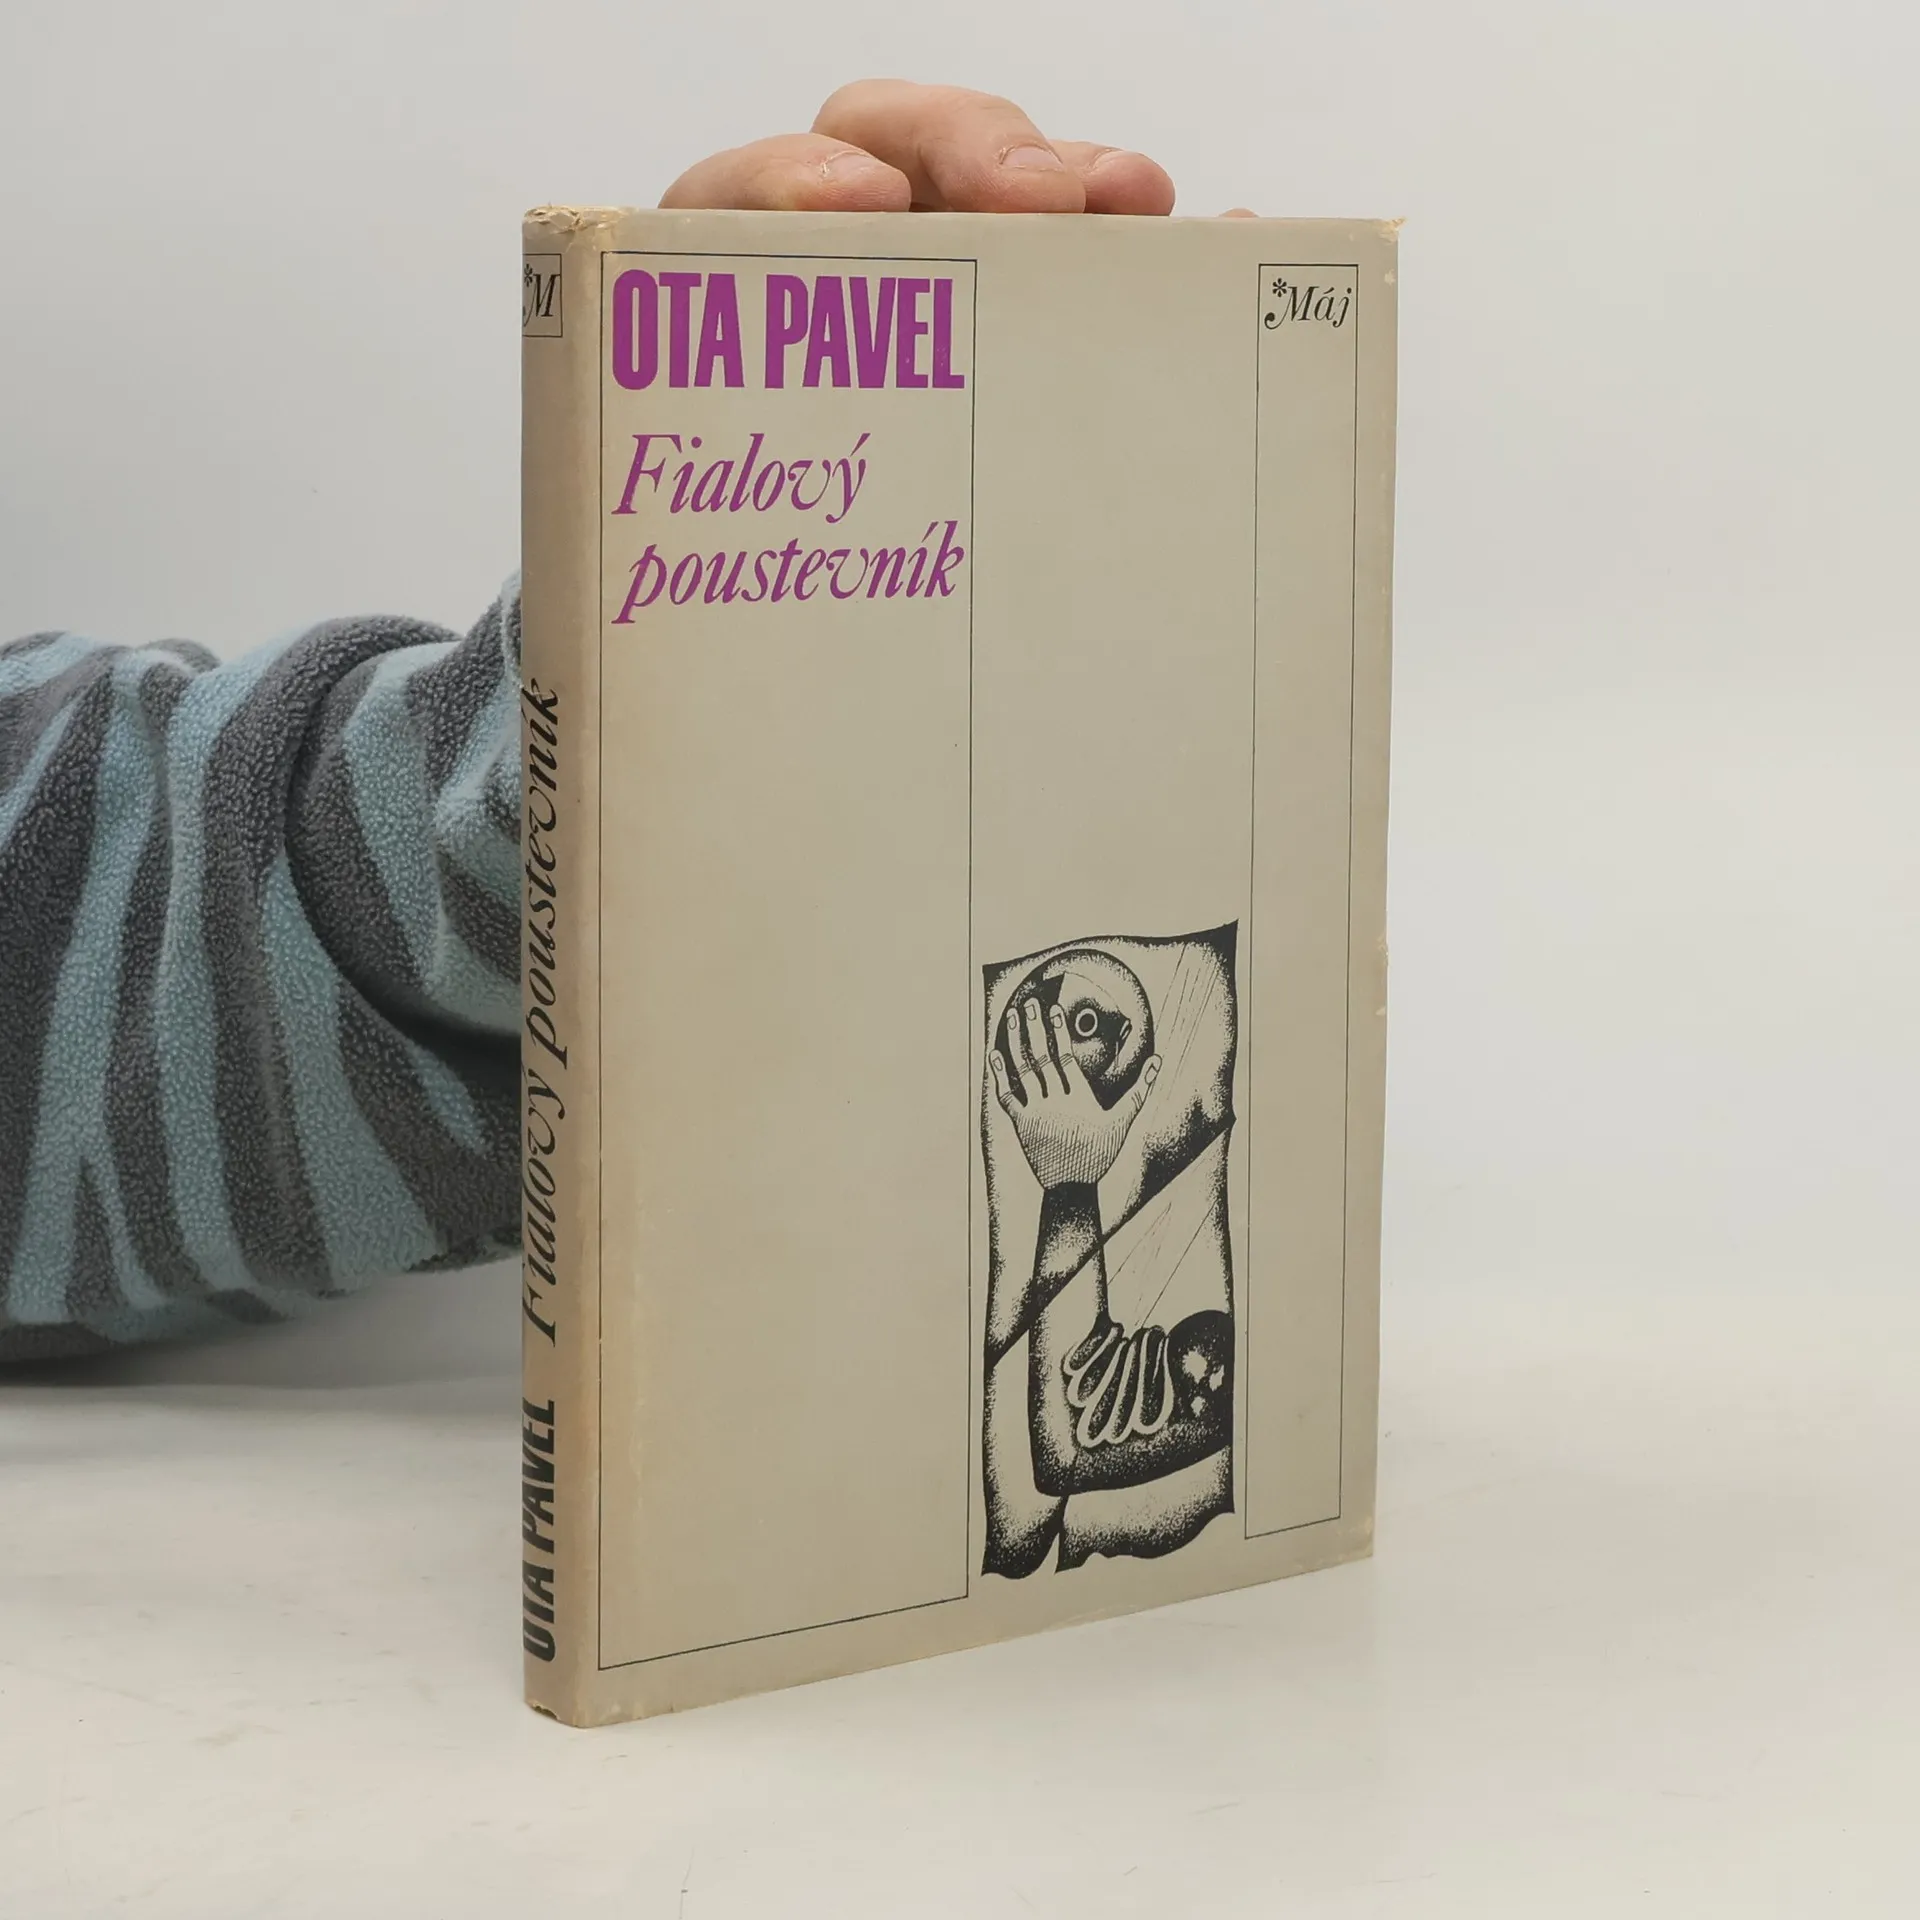 *M
OTA PAVEL Fialový poustevník
OTA PAVEL
Fialový
poustevník
*Máj